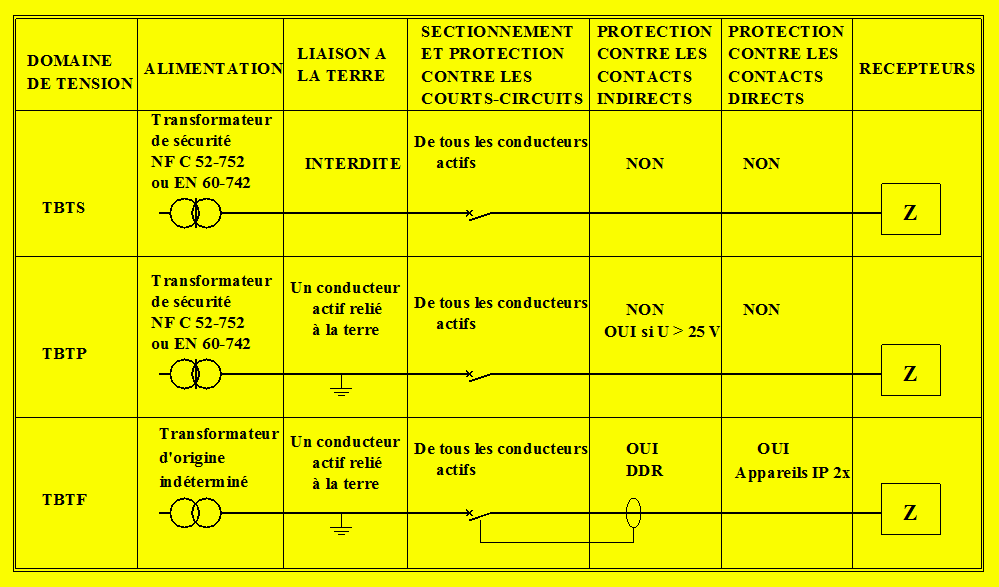 DOMAINE
DE TENSION
ALIMENTATION
LIAISON A
LA TERRE
SECTIONNEMENT
ET PROTECTION
CONTRE LES
COURTS-CIRCUITS
PROTECTION
CONTRE LES
CONTACTS
INDIRECTS
PROTECTION
CONTRE LES
CONTACTS
DIRECTS
RECEPTEURS
TBTS
Transformateur
de sécurité
NF C 52-752
ou EN 60-742
INTERDITE
De tous les conducteurs
actifs
NON
NON
Z
TBTP
Transformateur
de sécurité
NF C 52-752
ou EN 60-742
Un conducteur
actif relié
à la terre
De tous les conducteurs
actifs
NON
OUI si U > 25 V
NON
Z
TBTF
Transformateur
d'origine
indéterminé
Un conducteur
actif relié
à la terre
De tous les conducteurs
actifs
OUI
DDR
OUI
Appareils IP 2x
Z